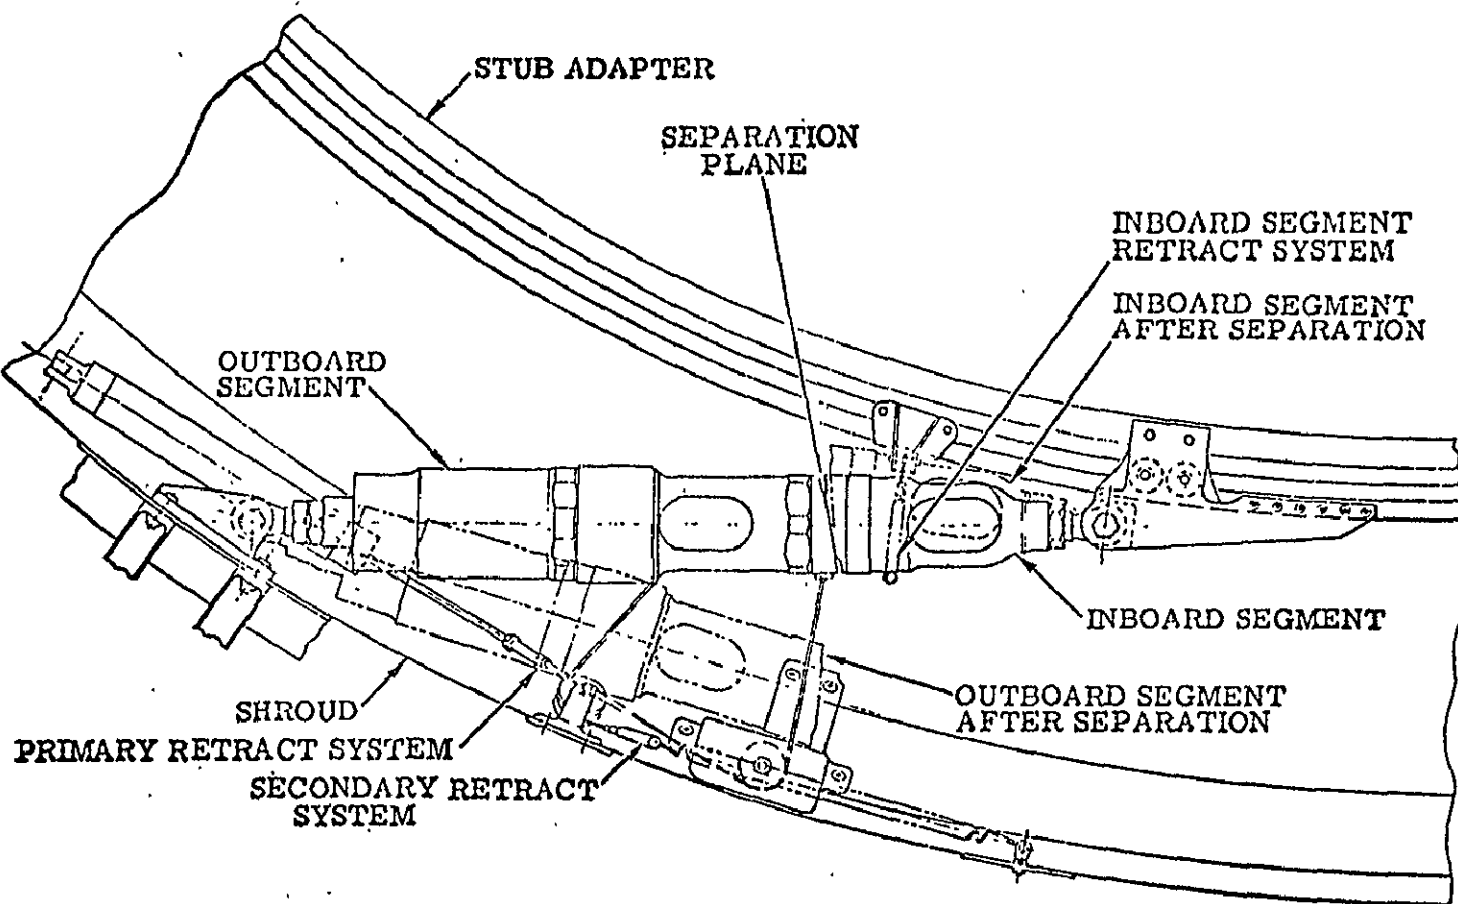 STUB ADAPTER
SEPARATION
PLANE
INBOARD SEGMENT
RETRACT SYSTEM
INBOARD SEGMENT
AFTER SEPARATION
OUTBOARD
SEGMENT
INBOARD SEGMENT
OUTBOARD SEGMENT
AFTER SEPARATION
SHROUD
PRIMARY RETRACT SYSTEM
SECONDARY RETRACT
SYSTEM